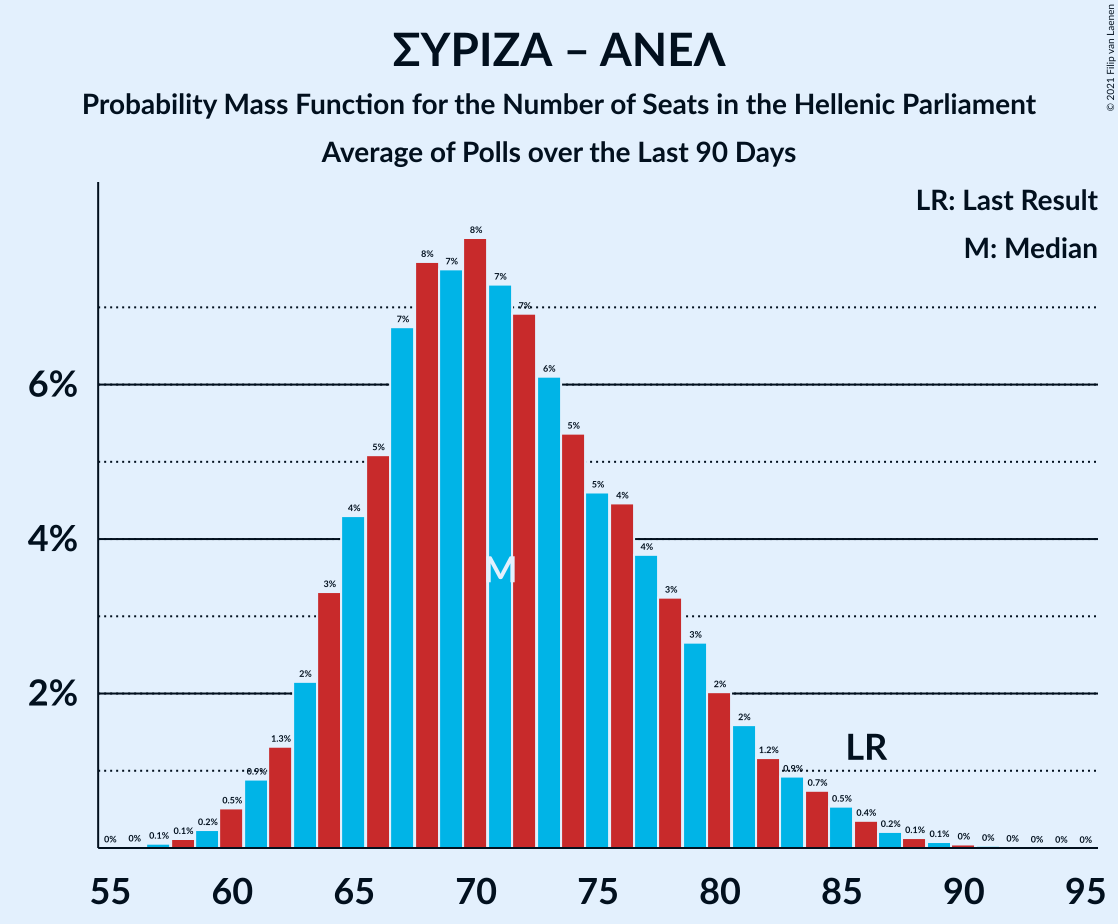 ΣΥΡΙΖΑ – ΑΝΕΛ
Probability Mass Function for the Number of Seats in the Hellenic Parliament
Average of Polls over the Last 90 Days
© 2021 Filip van Laenen
LR: Last Result
M: Median
6%
4%
2%
0% 0% 0.1% 0.1% 0.2% 0.5% 0.9% 1.3% 2% 3% 4% 5% 7% 8% 7% 8% 7% 7% 6% 5% 5% 4% 4% 3% 3% 2% 2% 1.2% 0.9% 0.7% 0.5% 0.4% 0.2% 0.1% 0.1% 0% 0% 0% 0% 0% 0%
M
LR
55 60 65 70 75 80 85 90 95